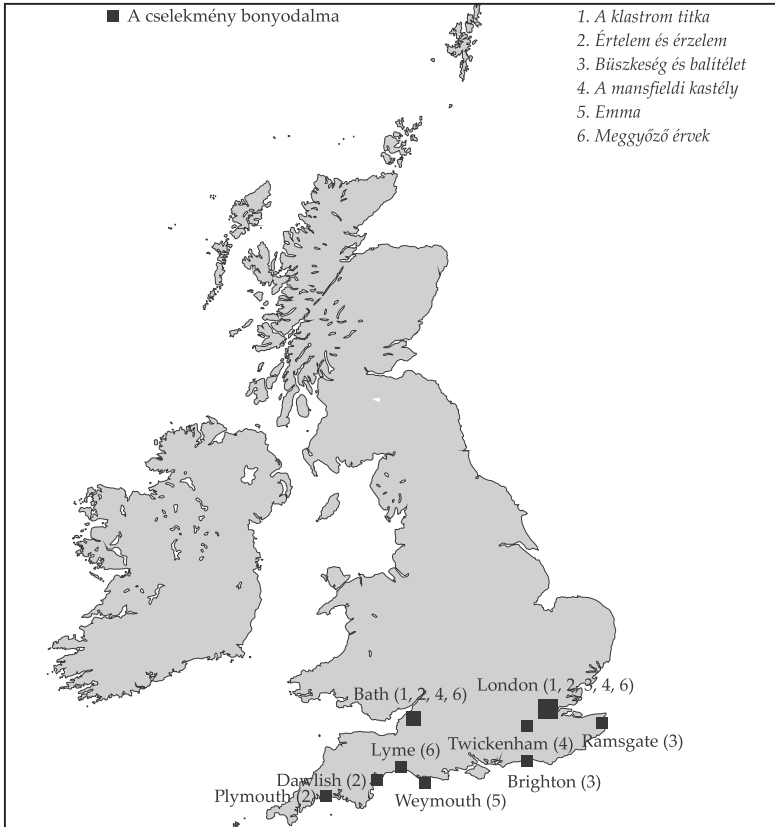 A cselekmény bonyodalma
1. A klastrom titka
2. Értelem és érzelem
3. Büszkeség és balítélet
4. A mansfieldi kastély
5. Emma
6. Meggyőző érvek
Bath (1, 2, 4, 6)
London (1, 2, 3, 4, 6)
Lyme (6)
Twickenham (4)
Ramsgate (3)
Dawlish (2)
Brighton (3)
Plymouth (2)
Weymouth (5)